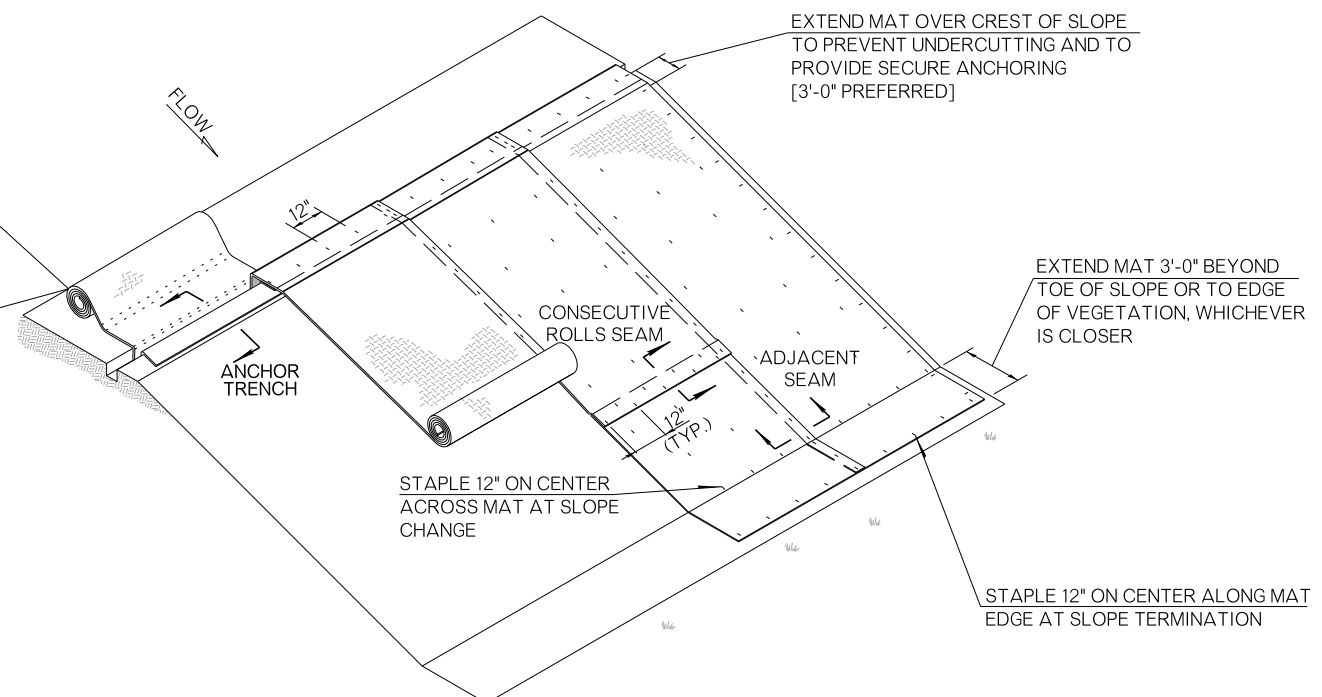 EXTEND MAT OVER CREST OF SLOPE
TO PREVENT UNDERCUTTING AND TO
PROVIDE SECURE ANCHORING
[3'-0" PREFERRED]
FLOW
12"
EXTEND MAT 3'-0" BEYOND
TOE OF SLOPE OR TO EDGE
OF VEGETATION, WHICHEVER
IS CLOSER
CONSECUTIVE
ROLLS SEAM
ADJACENT
SEAM
ANCHOR
TRENCH
12"
(TYP.)
STAPLE 12" ON CENTER
ACROSS MAT AT SLOPE
CHANGE
STAPLE 12" ON CENTER ALONG MAT
EDGE AT SLOPE TERMINATION